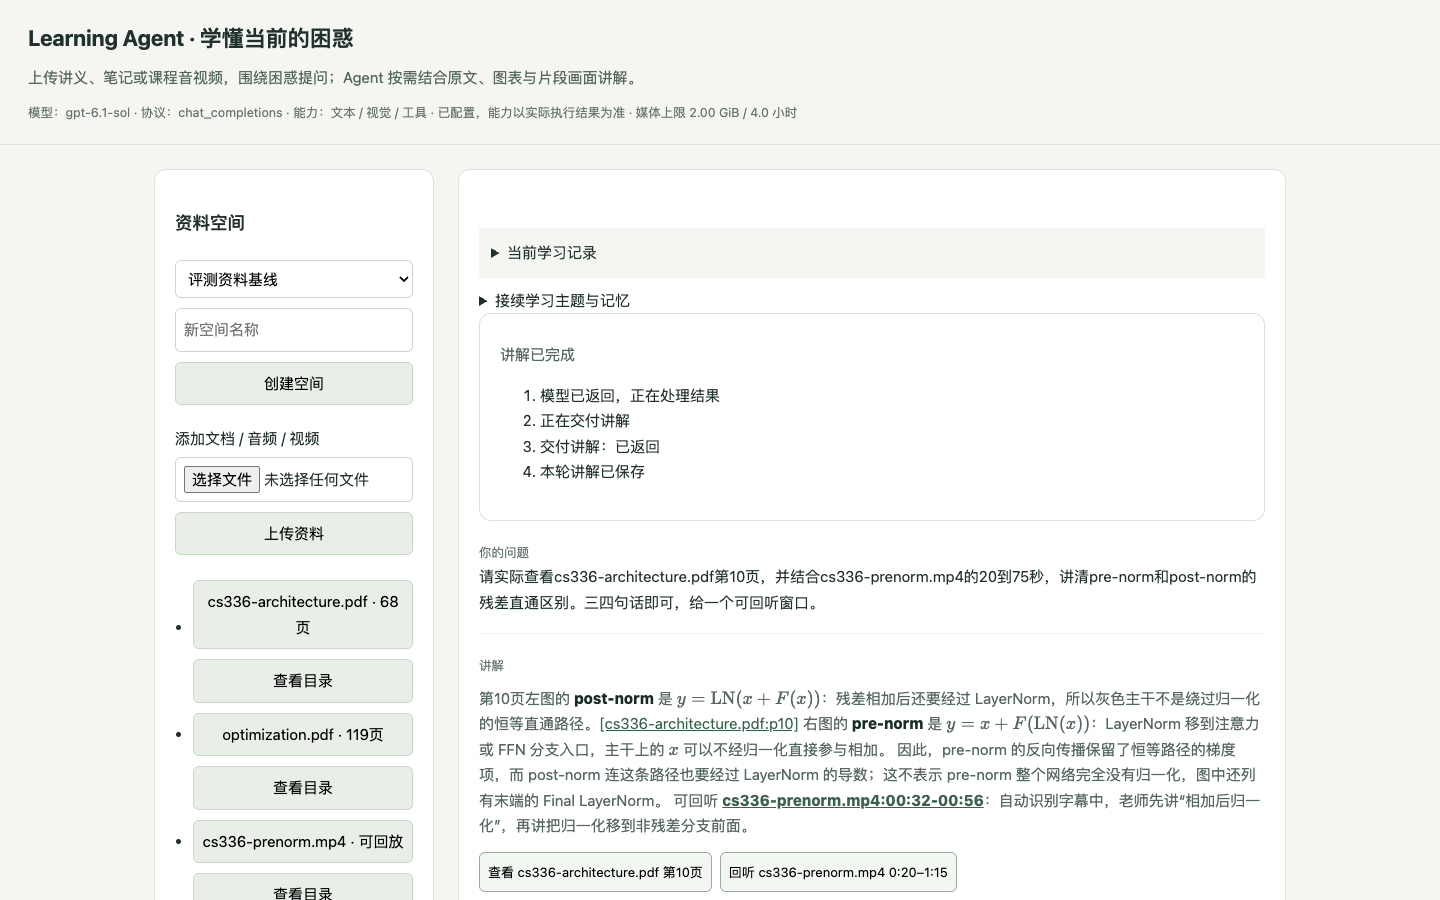 Learning Agent · 学懂当前的困惑
上传讲义、笔记或课程音视频，围绕困惑提问；Agent 按需结合原文、图表与片段画面讲解。
模型：gpt-6.1-sol · 协议：chat_completions · 能力：文本 / 视觉 / 工具 · 已配置，能力以实际执行结果为准 · 媒体上限 2.00 GiB / 4.0 小时
资料空间
评测资料基线
新空间名称
创建空间
添加文档 / 音频 / 视频
选择文件 未选择任何文件
上传资料
cs336-architecture.pdf · 68
页
查看目录
optimization.pdf · 119页
查看目录
cs336-prenorm.mp4 · 可回放
查看目录
▶ 当前学习记录
▶ 接续学习主题与记忆
讲解已完成
1. 模型已返回，正在处理结果
2. 正在交付讲解
3. 交付讲解：已返回
4. 本轮讲解已保存
你的问题
请实际查看cs336-architecture.pdf第10页，并结合cs336-prenorm.mp4的20到75秒，讲清pre-norm和post-norm的
残差直通区别。三四句话即可，给一个可回听窗口。
讲解
第10页左图的 post-norm 是 y = LN(x + F(x))：残差相加后还要经过 LayerNorm，所以灰色主干不是绕过归一化
的恒等直通路径。[cs336-architecture.pdf:p10] 右图的 pre-norm 是 y = x + F(LN(x))：LayerNorm 移到注意力
或 FFN 分支入口，主干上的 x 可以不经归一化直接参与相加。 因此，pre-norm 的反向传播保留了恒等路径的梯度
项，而 post-norm 连这条路径也要经过 LayerNorm 的导数；这不表示 pre-norm 整个网络完全没有归一化，图中还列
有末端的 Final LayerNorm。 可回听 cs336-prenorm.mp4:00:32-00:56：自动识别字幕中，老师先讲“相加后归一
化”，再讲把归一化移到非残差分支前面。
查看 cs336-architecture.pdf 第10页
回听 cs336-prenorm.mp4 0:20–1:15